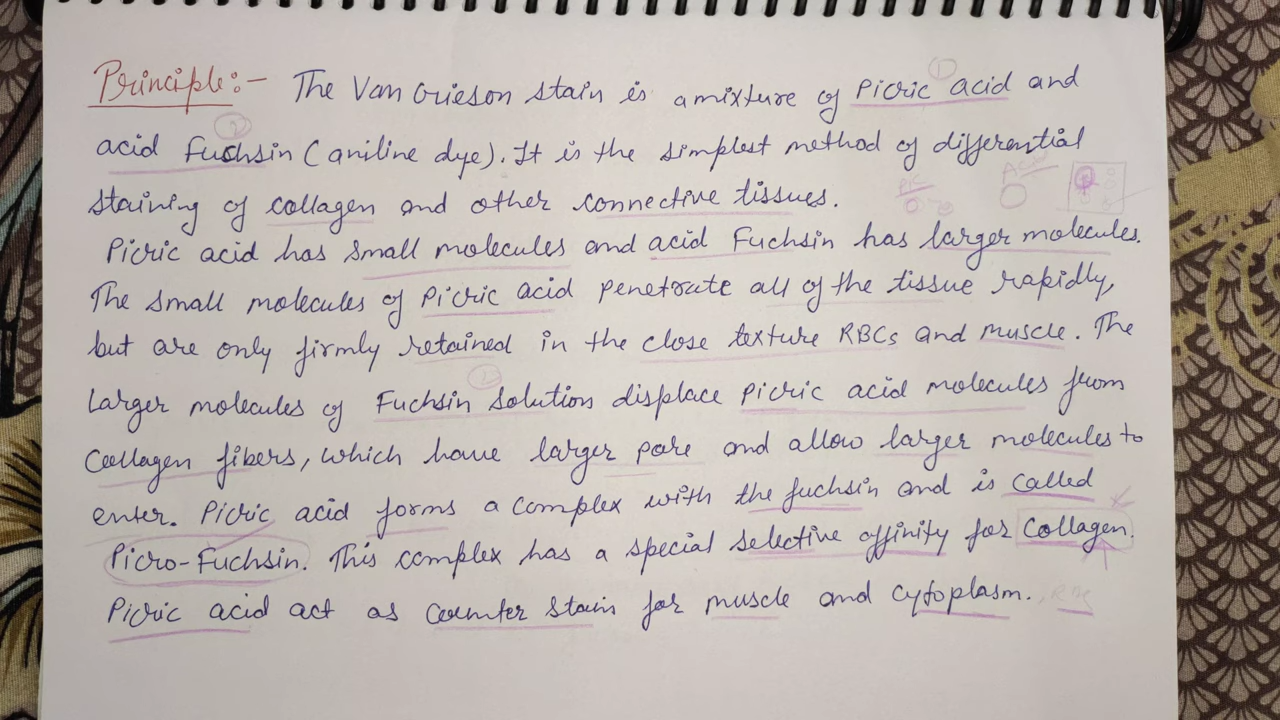 Principle:- The Van Grieson stain is a mixture of Picric acid and
acid Fuchsin (aniline dye). It is the simplest method of differential
staining of collagen and other connective tissues.
Picric acid has small molecules and acid Fuchsin has larger molecules.
The small molecules of Picric acid penetrate all of the tissue rapidly,
but are only firmly retained in the close texture RBCs and muscle. The
larger molecules of Fuchsin solution displace picric acid molecules from
collagen fibers, which have larger pore and allow larger molecules to
enter. Picric acid forms a complex with the fuchsin and is called
Picro-Fuchsin. This complex has a special selective affinity for Collagen.
Picric acid act as counter stain for muscle and cytoplasm.